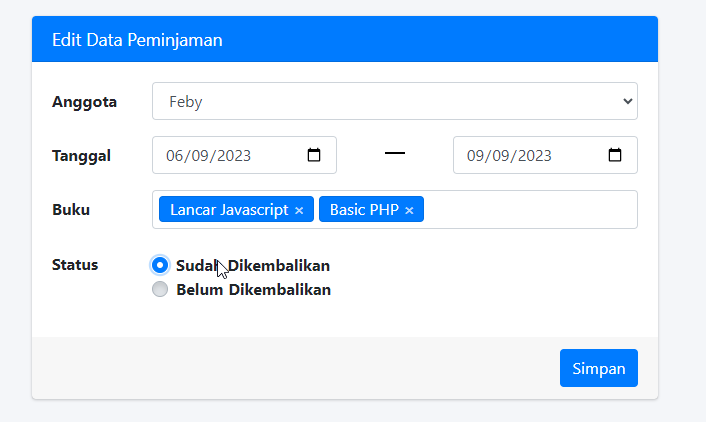 Edit Data Peminjaman
Anggota Feby
Tanggal 06/09/2023 — 09/09/2023
Buku Lancar Javascript × Basic PHP ×
Status Sudah Dikembalikan
Belum Dikembalikan
Simpan